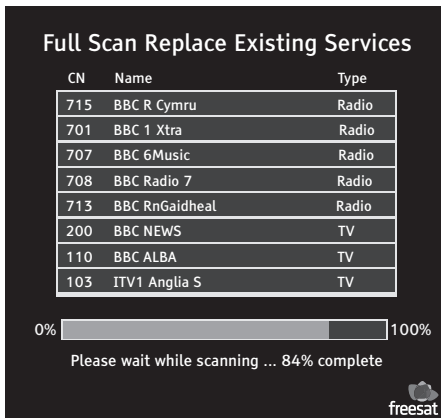 Full Scan Replace Existing Services
CN Name Type
715 BBC R Cymru Radio
701 BBC 1 Xtra Radio
707 BBC 6Music Radio
708 BBC Radio 7 Radio
713 BBC RnGaidheal Radio
200 BBC NEWS TV
110 BBC ALBA TV
103 ITV1 Anglia S TV
0% 100%
Please wait while scanning ... 84% complete
freesat